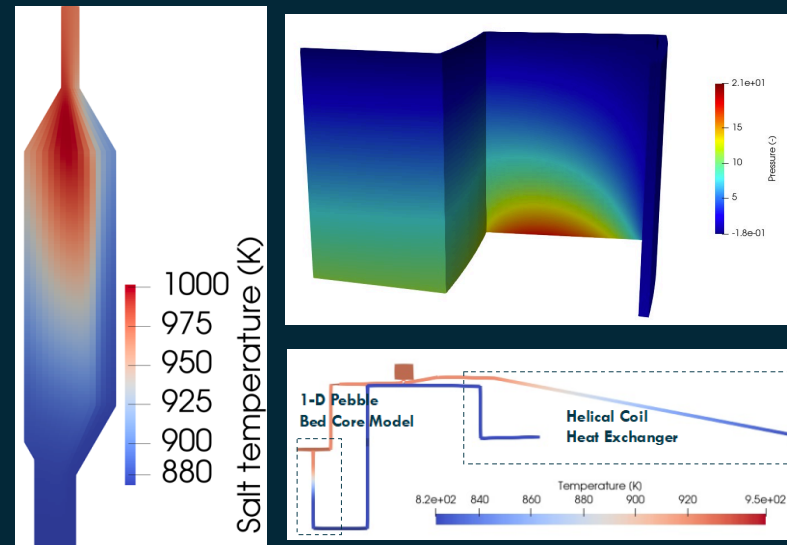 1000
975
950
925
900
880
Salt temperature (K)
2.1e+01
15
10
5
-1.8e-01
Pressure (-)
1-D Pebble
Bed Core Model
Helical Coil
Heat Exchanger
Temperature (K)
8.2e+02 840 860 880 900 920 9.5e+02